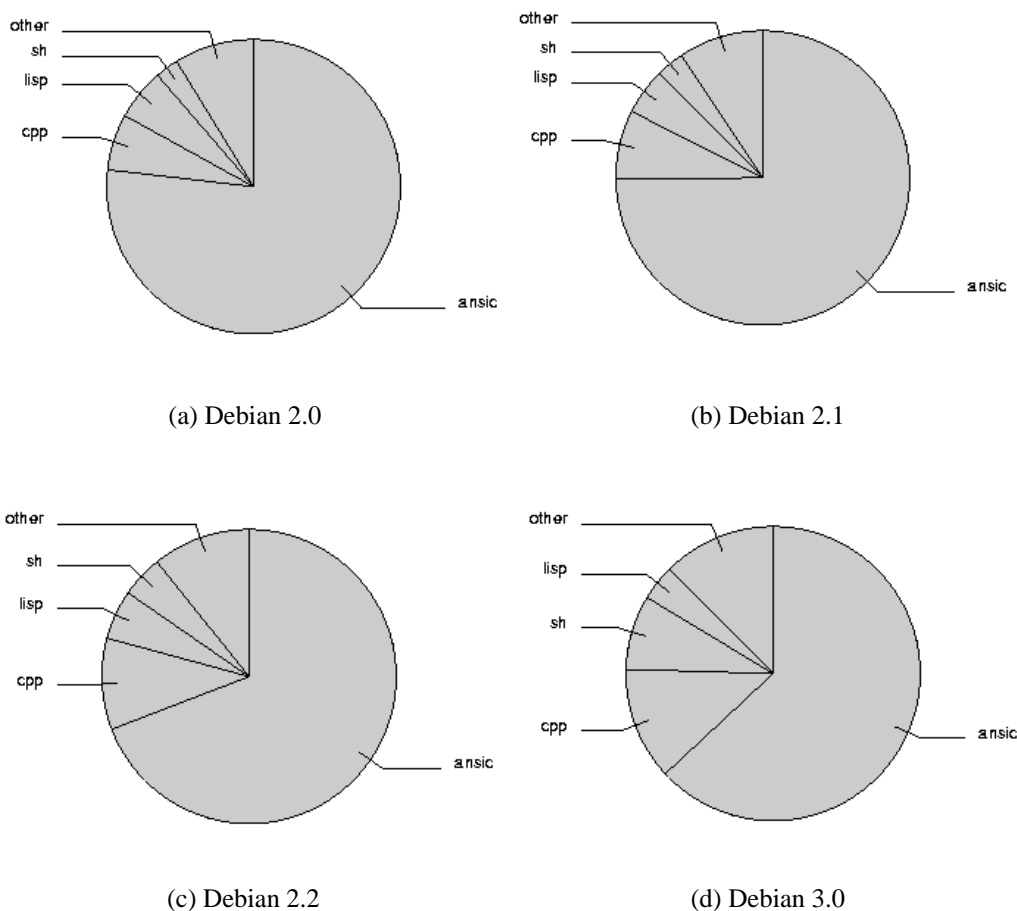 other
sh
lisp
cpp
ansic
(a) Debian 2.0
other
sh
lisp
cpp
ansic
(b) Debian 2.1
other
sh
lisp
cpp
ansic
(c) Debian 2.2
other
lisp
sh
cpp
ansic
(d) Debian 3.0